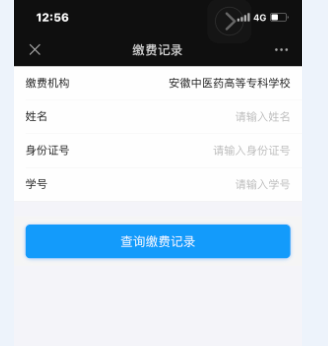 12:56
4G
缴费记录
缴费机构 安徽中医药高等专科学校
姓名 请输入姓名
身份证号 请输入身份证号
学号 请输入学号
查询缴费记录